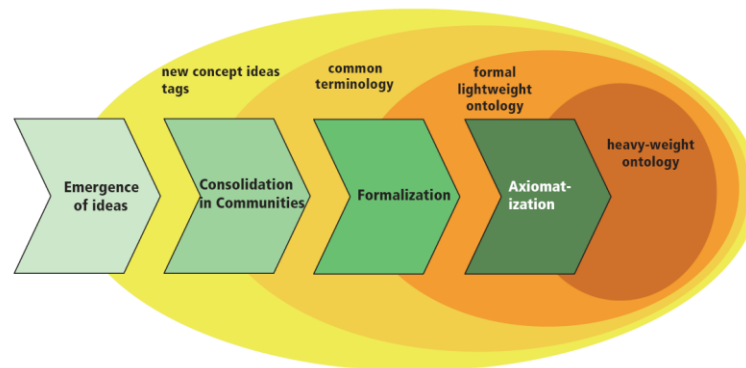 new concept ideas
tags
common
terminology
formal
lightweight
ontology
heavy-weight
ontology
Emergence
of ideas
Consolidation
in Communities
Formalization
Axiomat-
ization